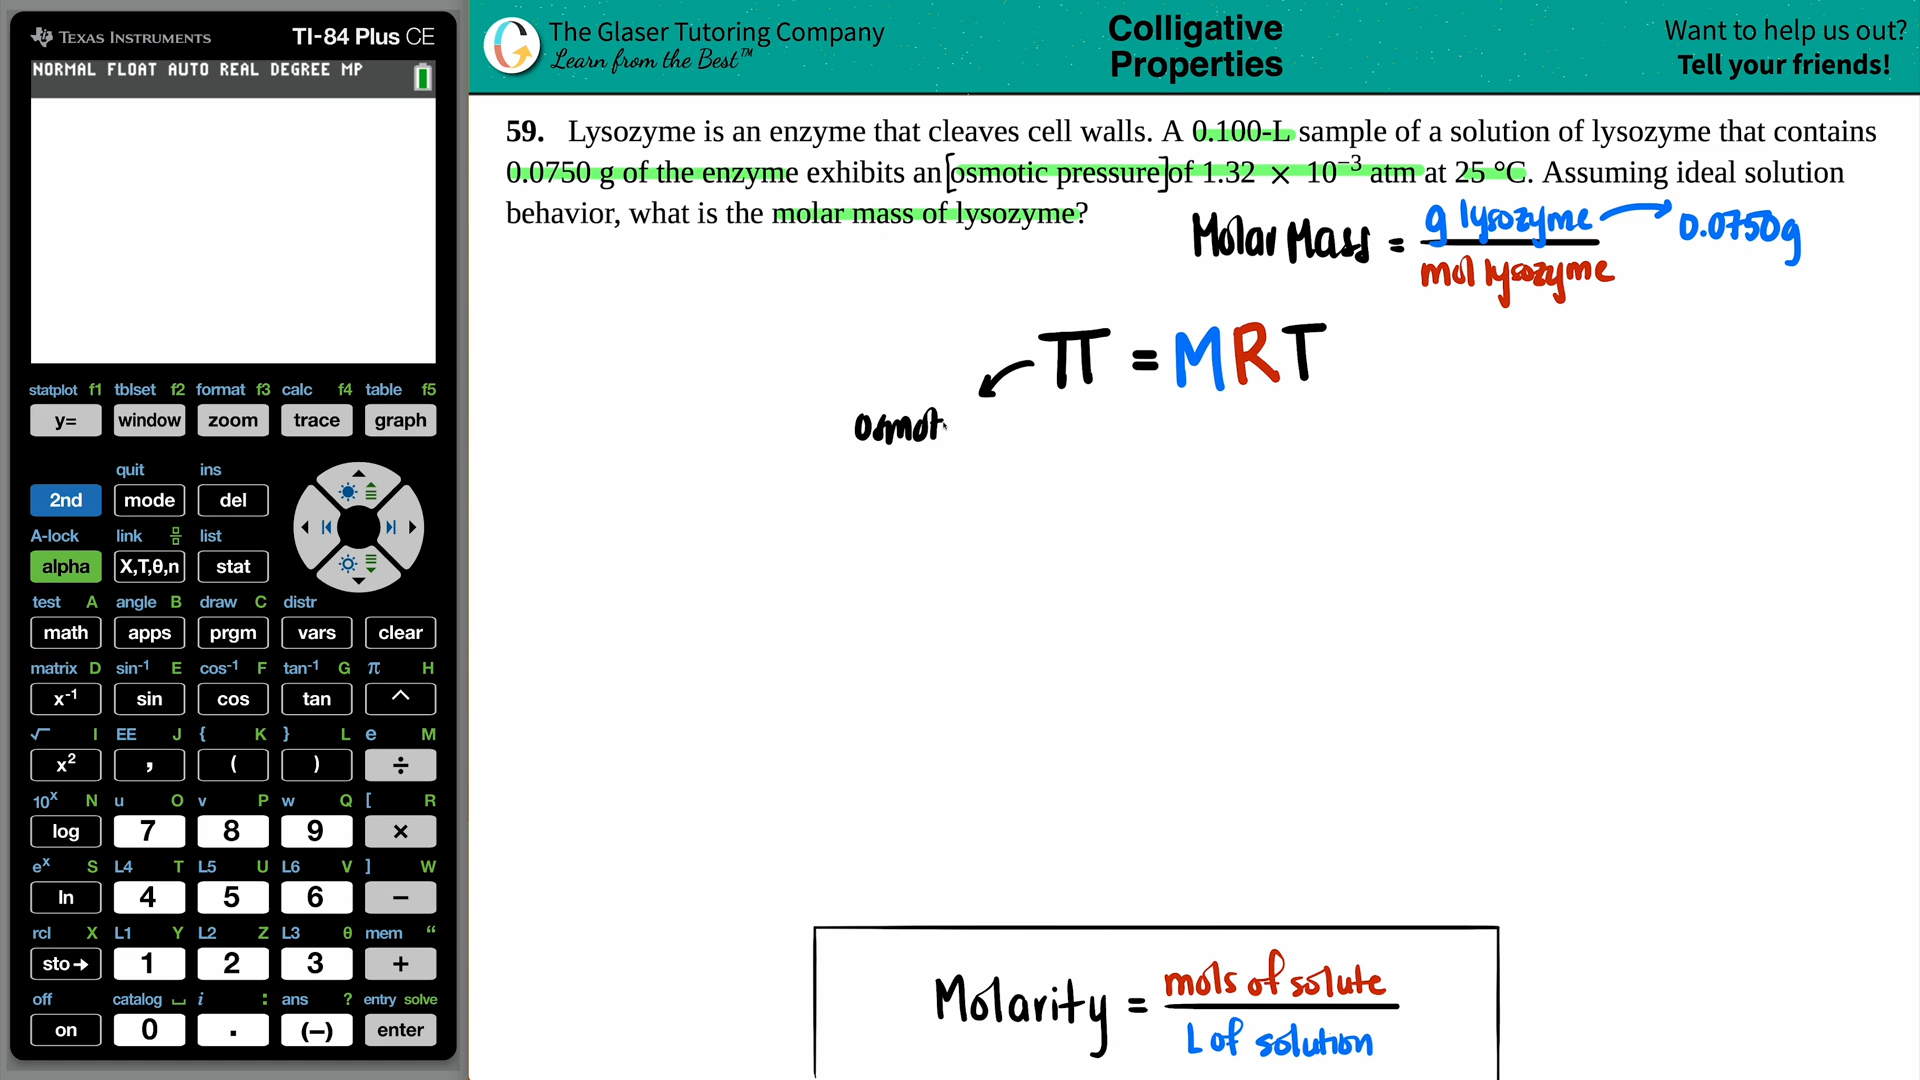 TEXAS INSTRUMENTS TI-84 Plus CE
NORMAL FLOAT AUTO REAL DEGREE MP
statplot f1 tblset f2 format f3 calc f4 table f5
y= window zoom trace graph
quit ins
2nd mode del
A-lock link list
alpha X,T,θ,n stat
test A angle B draw C distr
math apps prgm vars clear
matrix D sin⁻¹ E cos⁻¹ F tan⁻¹ G π H
x⁻¹ sin cos tan ^
√ I EE J { K } L e M
x² , ( ) ÷
10ˣ N u O v P w Q [ R
log 7 8 9 ×
eˣ S L4 T L5 U L6 V ] W
ln 4 5 6 −
rcl X L1 Y L2 Z L3 θ mem “
sto→ 1 2 3 +
off catalog ⎵ i : ans ? entry solve
on 0 . (−) enter
The Glaser Tutoring Company
Learn from the Best™
Colligative
Properties
Want to help us out?
Tell your friends!
59. Lysozyme is an enzyme that cleaves cell walls. A 0.100-L sample of a solution of lysozyme that contains
0.0750 g of the enzyme exhibits an [osmotic pressure] of 1.32 × 10⁻³ atm at 25 °C. Assuming ideal solution
behavior, what is the molar mass of lysozyme?
Molar Mass = g lysozyme → 0.0750g
mol lysozyme
π = MRT
osmot
Molarity = mols of solute
L of solution